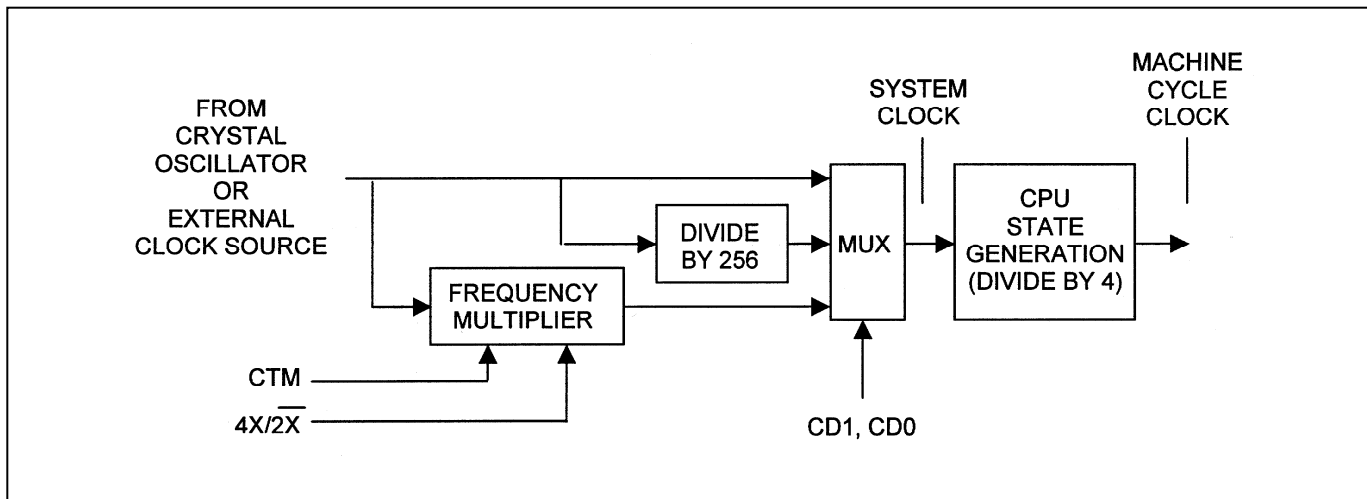 FROM
CRYSTAL
OSCILLATOR
OR
EXTERNAL
CLOCK SOURCE
DIVIDE
BY 256
FREQUENCY
MULTIPLIER
CTM
4X/2X̅
MUX
CD1, CD0
SYSTEM
CLOCK
CPU
STATE
GENERATION
(DIVIDE BY 4)
MACHINE
CYCLE
CLOCK